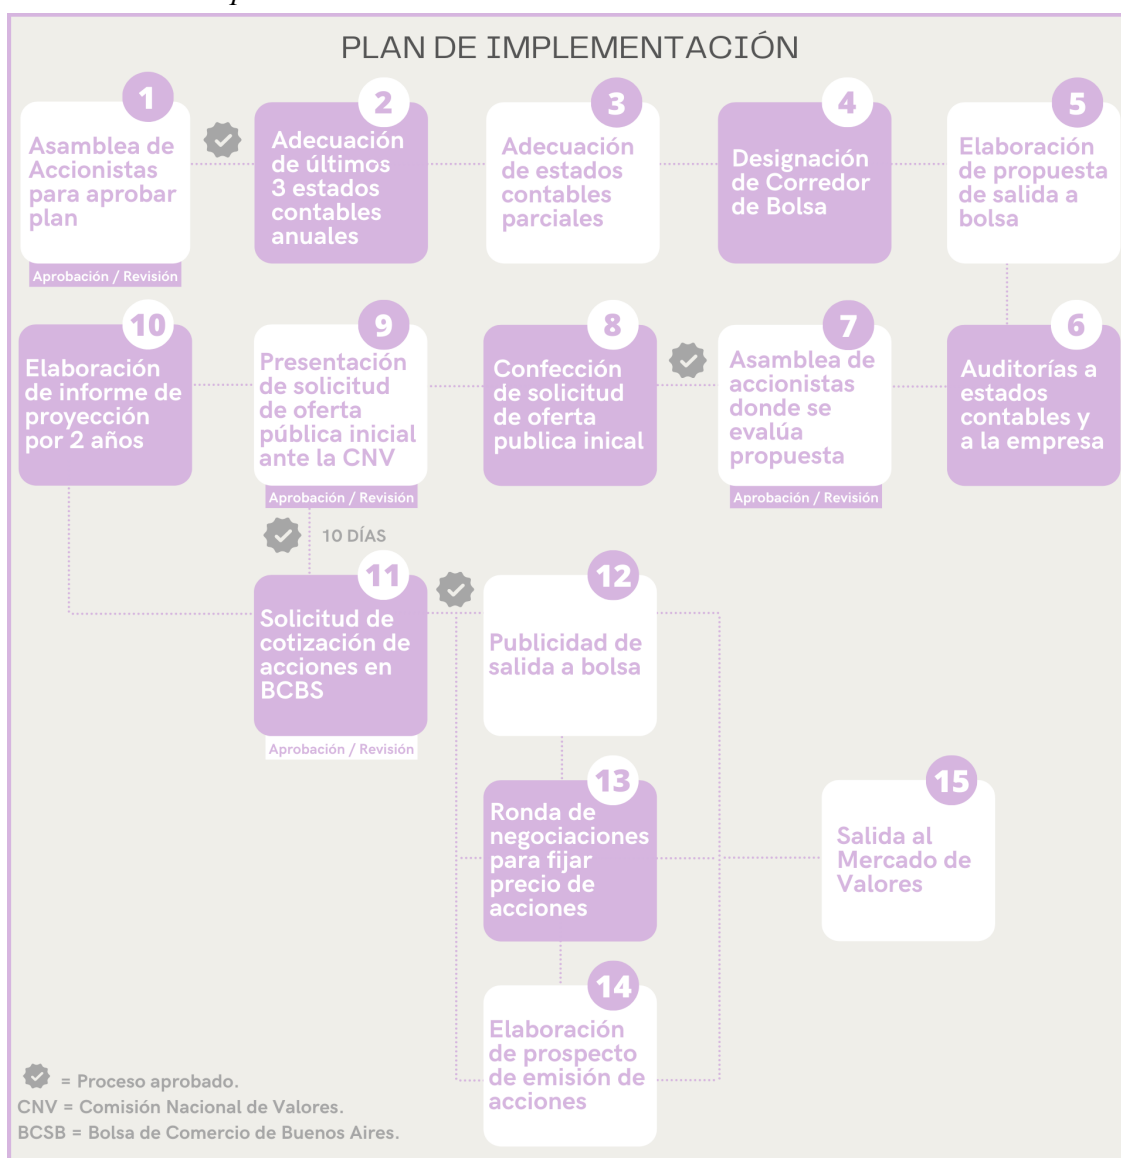 p
PLAN DE IMPLEMENTACIÓN
1
Asamblea de
Accionistas
para aprobar
plan
Aprobación / Revisión
2
Adecuación
de últimos
3 estados
contables
anuales
3
Adecuación
de estados
contables
parciales
4
Designación
de Corredor
de Bolsa
5
Elaboración
de propuesta
de salida a
bolsa
10
Elaboración
de informe de
proyección
por 2 años
9
Presentación
de solicitud
de oferta
pública inicial
ante la CNV
Aprobación / Revisión
8
Confección
de solicitud
de oferta
publica inical
7
Asamblea de
accionistas
donde se
evalúa
propuesta
Aprobación / Revisión
6
Auditorías a
estados
contables y
a la empresa
10 DÍAS
11
Solicitud de
cotización de
acciones en
BCBS
Aprobación / Revisión
12
Publicidad de
salida a bolsa
13
Ronda de
negociaciones
para fijar
precio de
acciones
15
Salida al
Mercado de
Valores
14
Elaboración
de prospecto
de emisión de
acciones
= Proceso aprobado.
CNV = Comisión Nacional de Valores.
BCSB = Bolsa de Comercio de Buenos Aires.